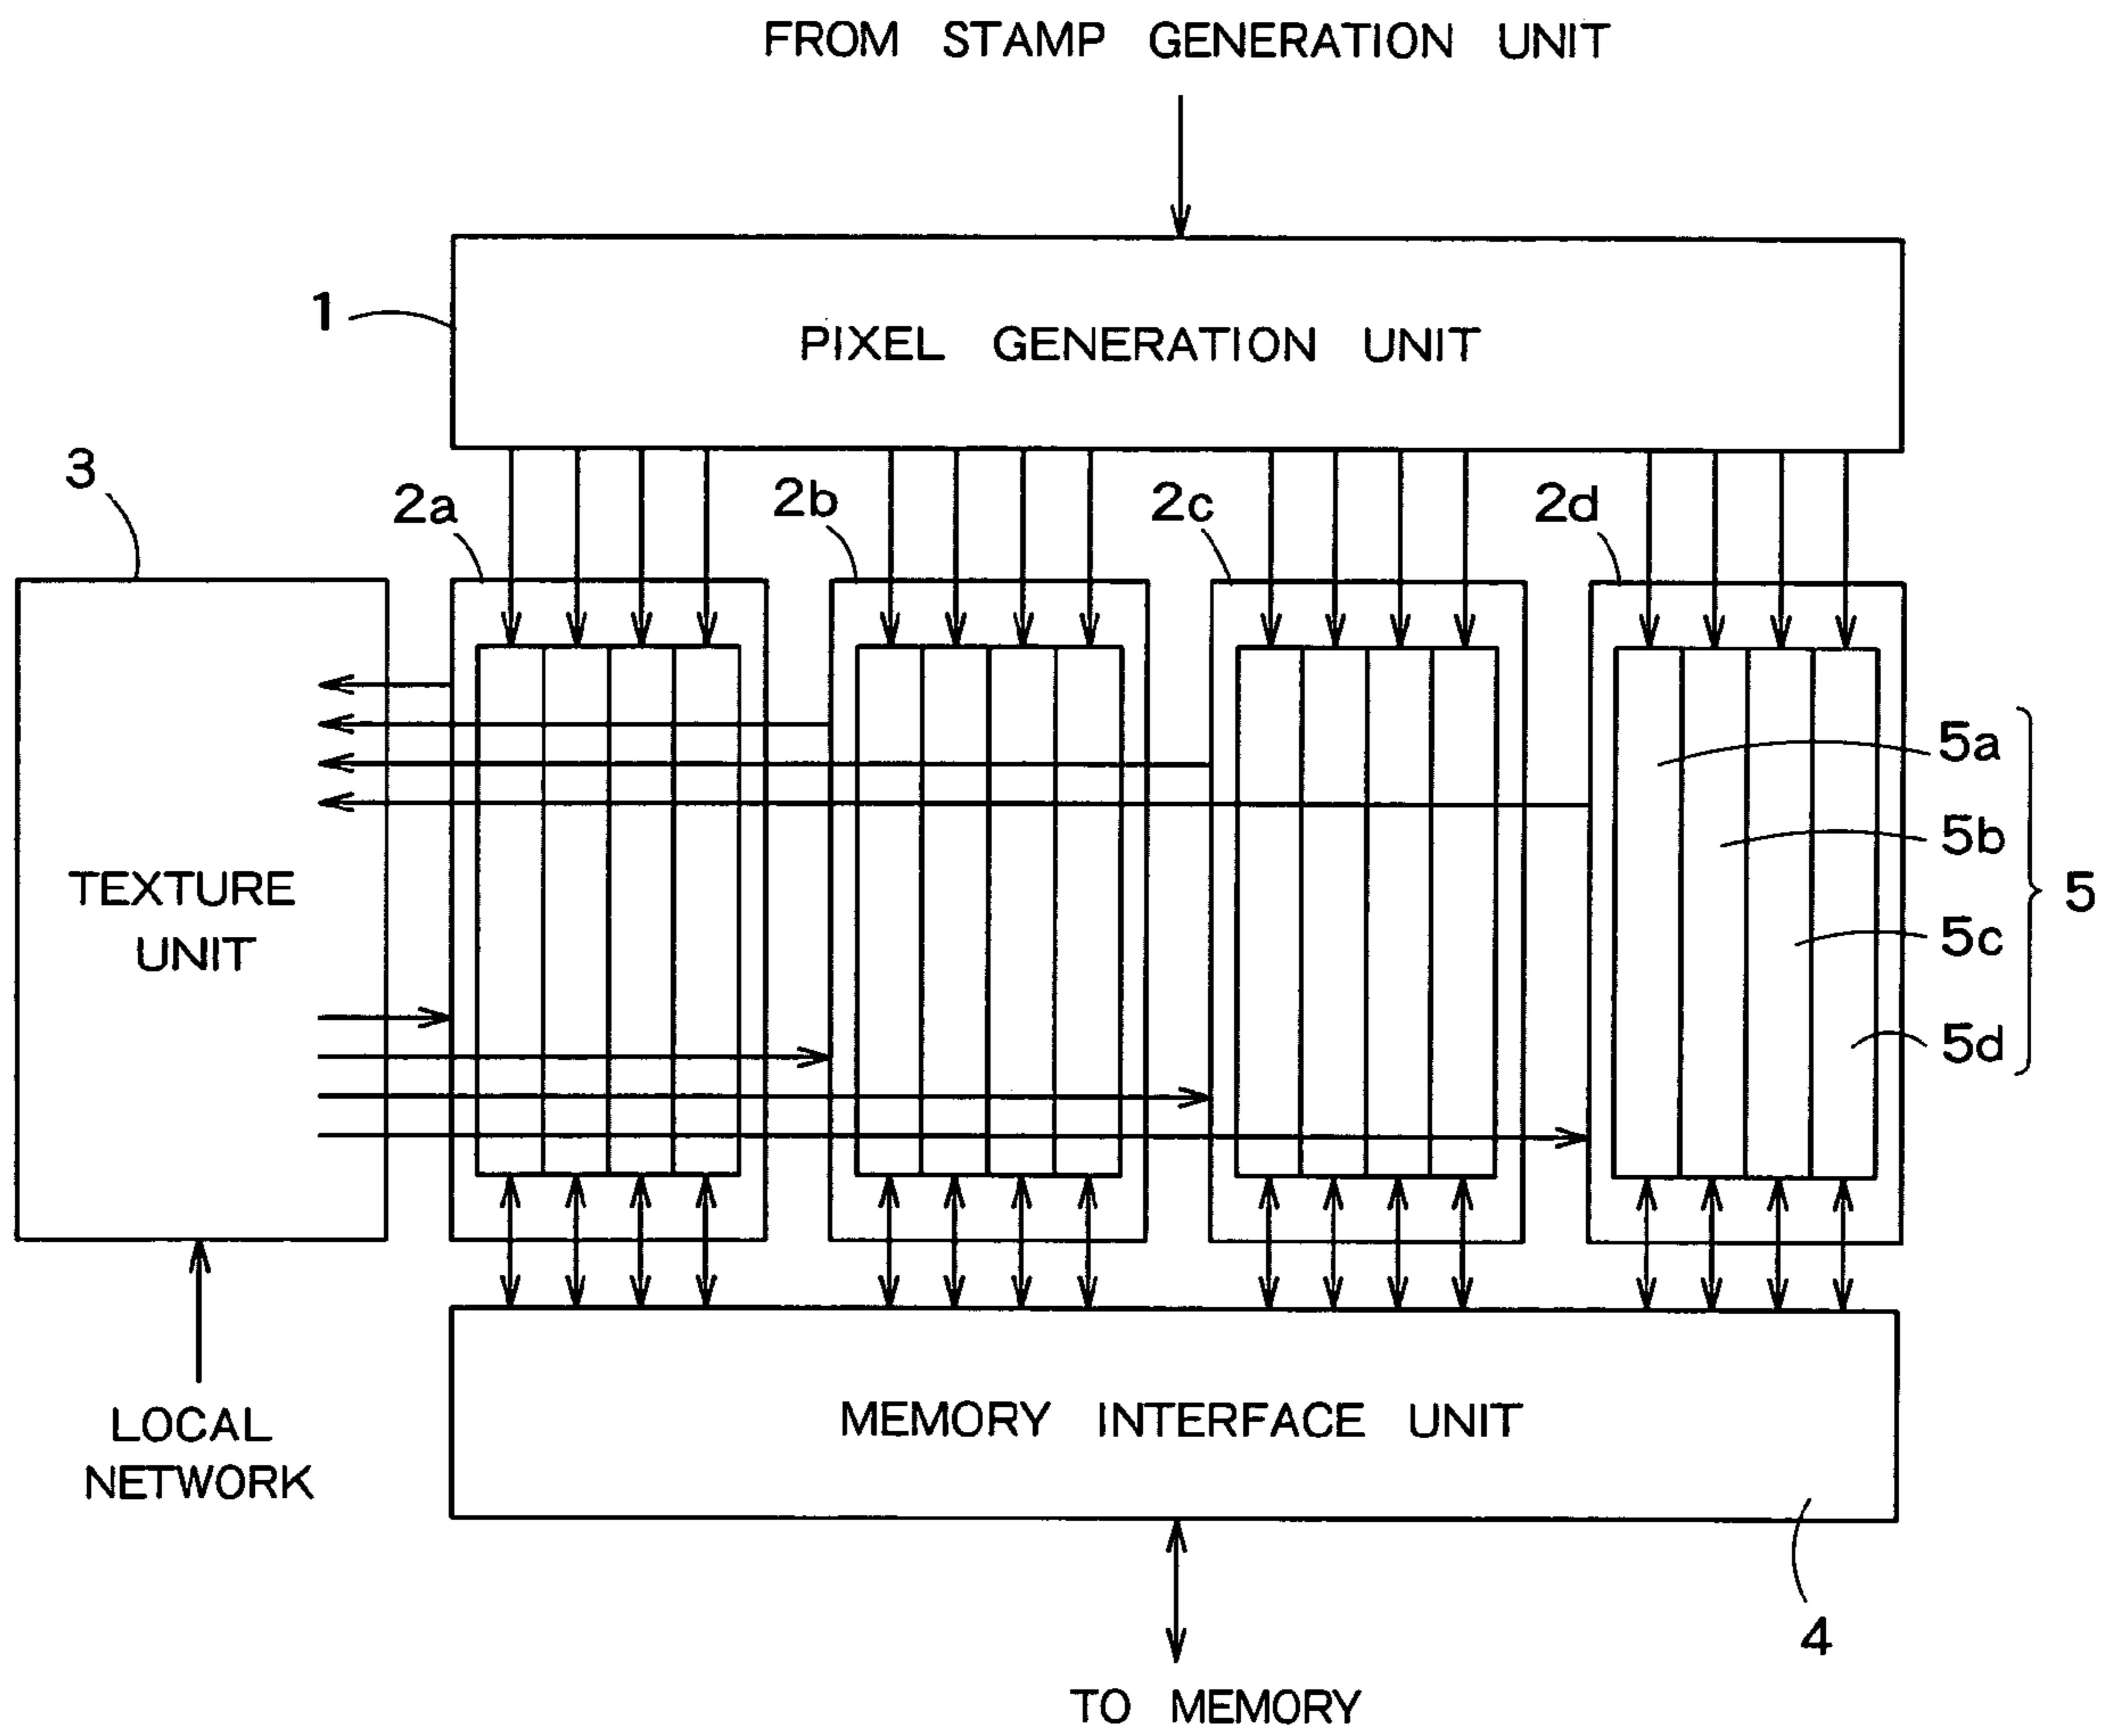 FROM STAMP GENERATION UNIT
1
PIXEL GENERATION UNIT
3
2a
2b
2c
2d
5a
5b
5
5c
5d
TEXTURE
UNIT
LOCAL
NETWORK
MEMORY INTERFACE UNIT
4
TO MEMORY